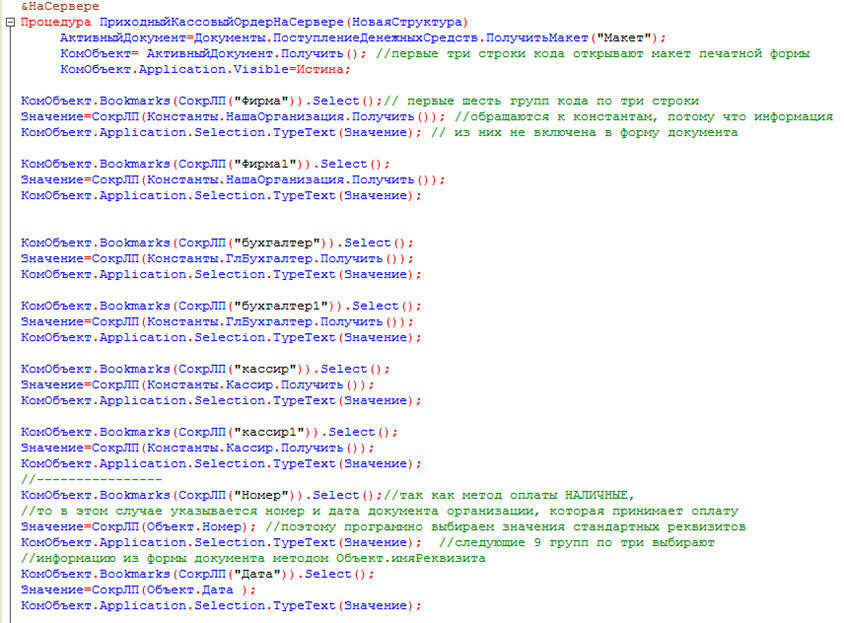 &НаСервере
Процедура ПриходныйКассовыйОрдерНаСервере(НоваяСтруктура)
АктивныйДокумент=Документы.ПоступлениеДенежныхСредств.ПолучитьМакет("Макет");
КомОбъект= АктивныйДокумент.Получить(); //первые три строки кода открывают макет печатной формы
КомОбъект.Application.Visible=Истина;
КомОбъект.Bookmarks(СокрЛП("Фирма")).Select();// первые шесть групп кода по три строки
Значение=СокрЛП(Константы.НашаОрганизация.Получить()); //обращаются к константам, потому что информация
КомОбъект.Application.Selection.TypeText(Значение); // из них не включена в форму документа
КомОбъект.Bookmarks(СокрЛП("Фирма1")).Select();
Значение=СокрЛП(Константы.НашаОрганизация.Получить());
КомОбъект.Application.Selection.TypeText(Значение);
КомОбъект.Bookmarks(СокрЛП("бухгалтер")).Select();
Значение=СокрЛП(Константы.ГлБухгалтер.Получить());
КомОбъект.Application.Selection.TypeText(Значение);
КомОбъект.Bookmarks(СокрЛП("бухгалтер1")).Select();
Значение=СокрЛП(Константы.ГлБухгалтер.Получить());
КомОбъект.Application.Selection.TypeText(Значение);
КомОбъект.Bookmarks(СокрЛП("кассир")).Select();
Значение=СокрЛП(Константы.Кассир.Получить());
КомОбъект.Application.Selection.TypeText(Значение);
КомОбъект.Bookmarks(СокрЛП("кассир1")).Select();
Значение=СокрЛП(Константы.Кассир.Получить());
КомОбъект.Application.Selection.TypeText(Значение);
//----------------
КомОбъект.Bookmarks(СокрЛП("Номер")).Select();//так как метод оплаты НАЛИЧНЫЕ,
//то в этом случае указывается номер и дата документа организации, которая принимает оплату
Значение=СокрЛП(Объект.Номер); //поэтому программно выбираем значения стандартных реквизитов
КомОбъект.Application.Selection.TypeText(Значение); //следующие 9 групп по три выбирают
//информацию из формы документа методом Объект.имяРеквизита
КомОбъект.Bookmarks(СокрЛП("Дата")).Select();
Значение=СокрЛП(Объект.Дата );
КомОбъект.Application.Selection.TypeText(Значение);